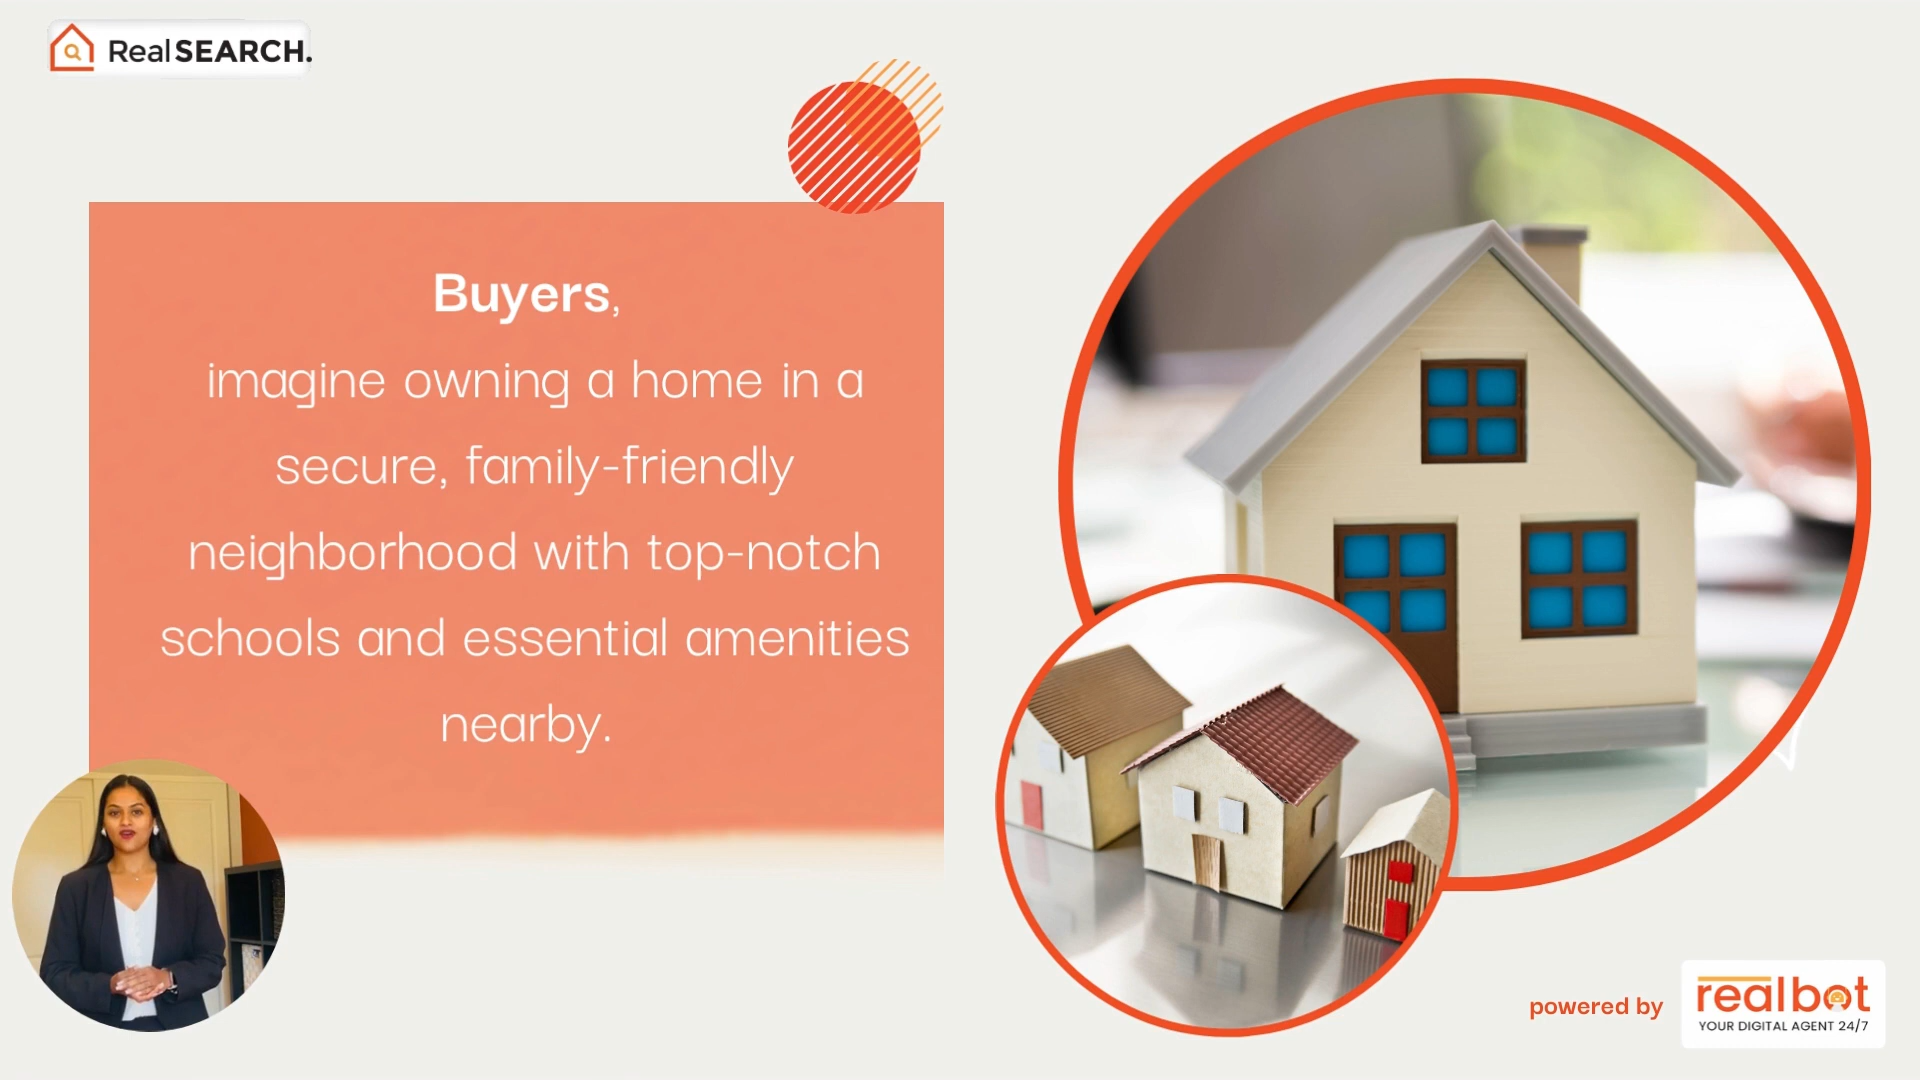 RealSEARCH.
Buyers,
imagine owning a home in a
secure, family-friendly
neighborhood with top-notch
schools and essential amenities
nearby.
powered by
realbot
YOUR DIGITAL AGENT 24/7